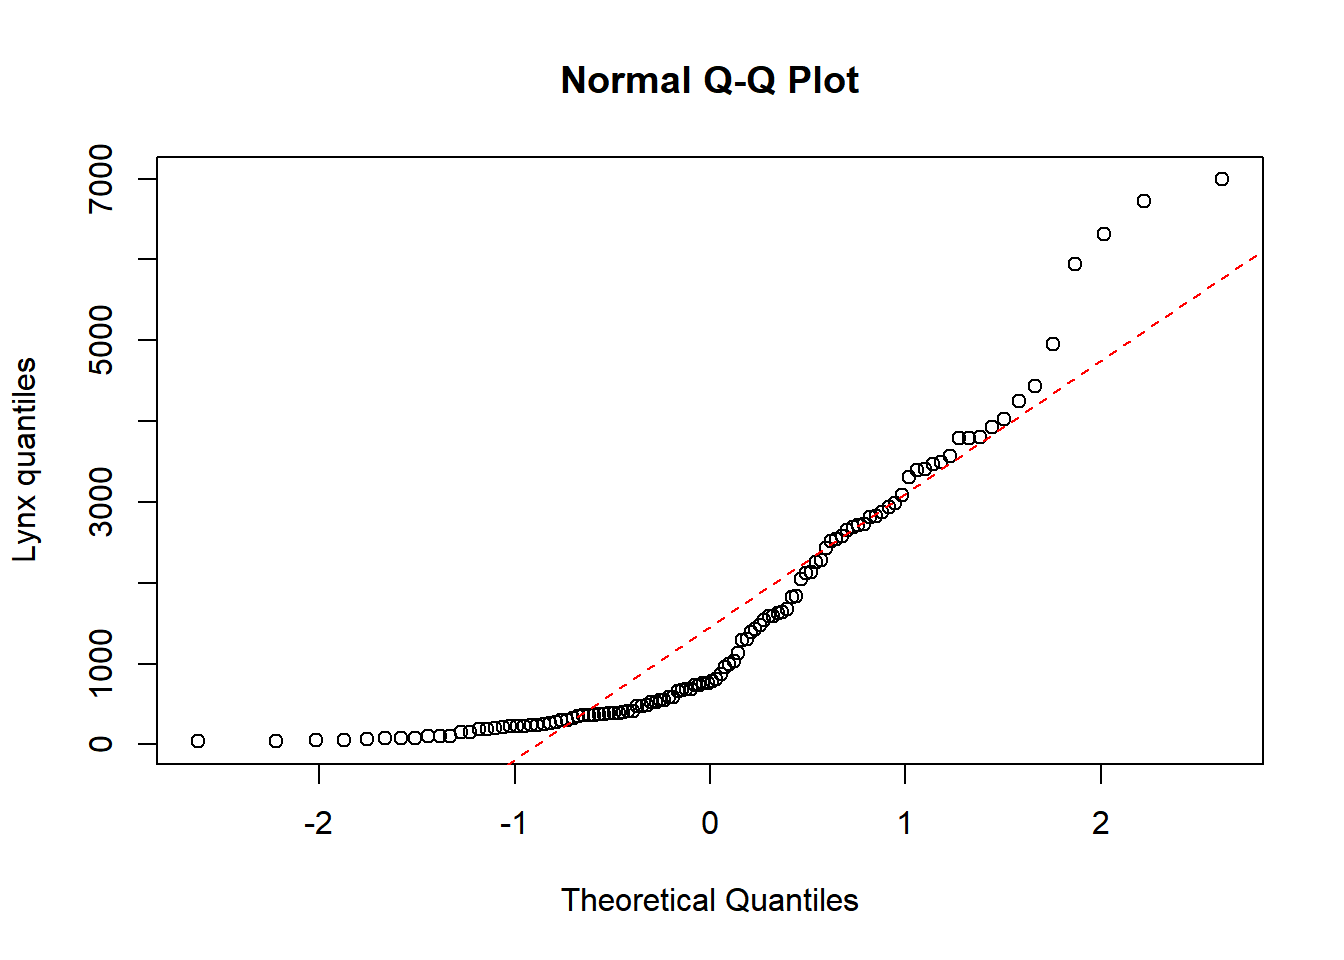 Normal Q-Q Plot
7000
5000
3000
1000
0
Lynx quantiles
-2 -1 0 1 2
Theoretical Quantiles